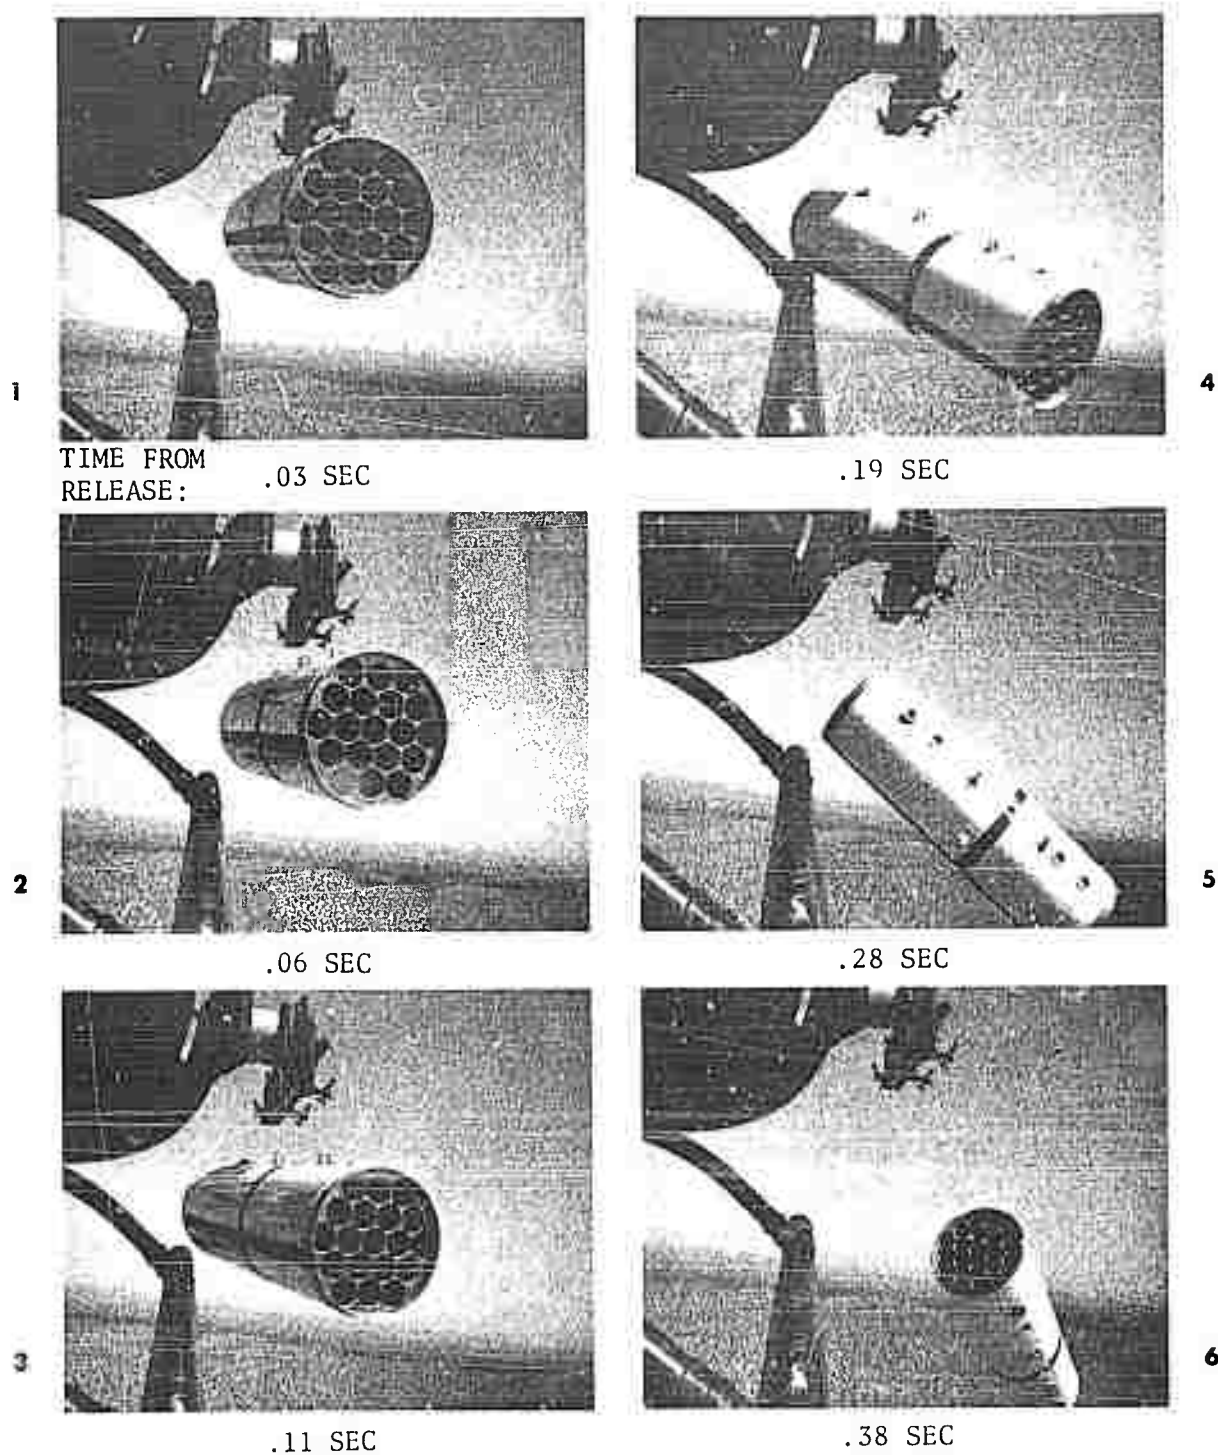 1
TIME FROM
RELEASE:
.03 SEC
2
.06 SEC
3
.11 SEC
4
.19 SEC
5
.28 SEC
6
.38 SEC